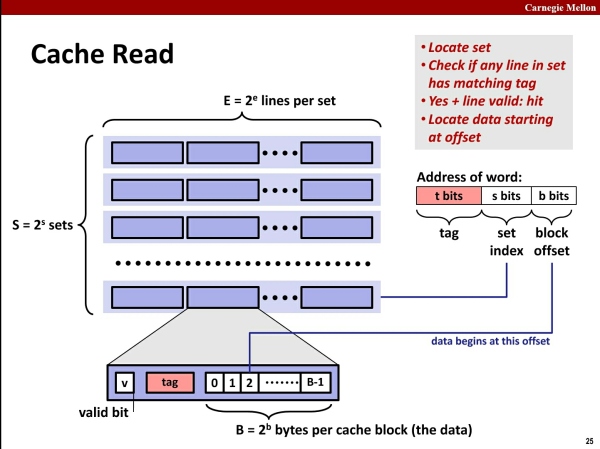 Carnegie Mellon
Cache Read
• Locate set
• Check if any line in set
has matching tag
• Yes + line valid: hit
• Locate data starting
at offset
E = 2ᵉ lines per set
S = 2ˢ sets
Address of word:
t bits s bits b bits
tag set block
index offset
data begins at this offset
v tag 0 1 2 B-1
valid bit
B = 2ᵇ bytes per cache block (the data)
25